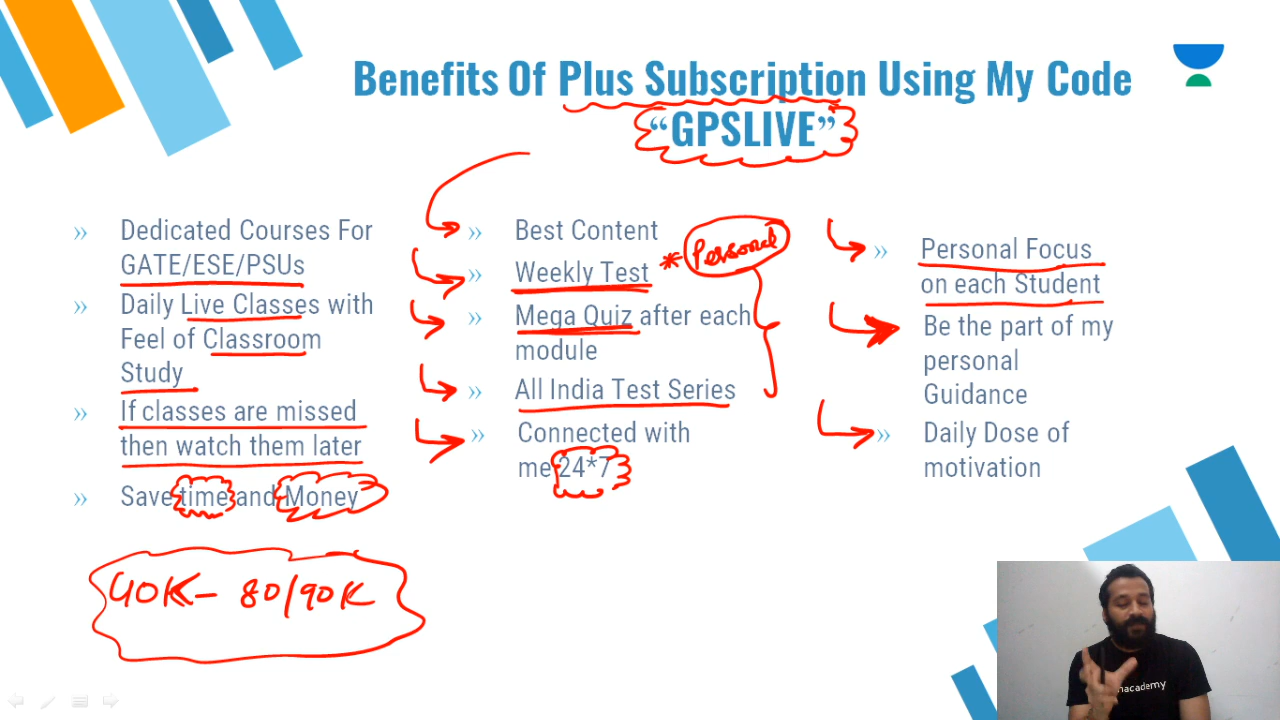 Benefits Of Plus Subscription Using My Code
“GPSLIVE”
» Dedicated Courses For
GATE/ESE/PSUs
» Daily Live Classes with
Feel of Classroom
Study
» If classes are missed
then watch them later
» Save time and Money
40K - 80/90K
» Best Content
» Weekly Test
* Personal
» Mega Quiz after each
module
» All India Test Series
» Connected with
me 24*7
» Personal Focus
on each Student
Be the part of my
personal
Guidance
» Daily Dose of
motivation
nacademy